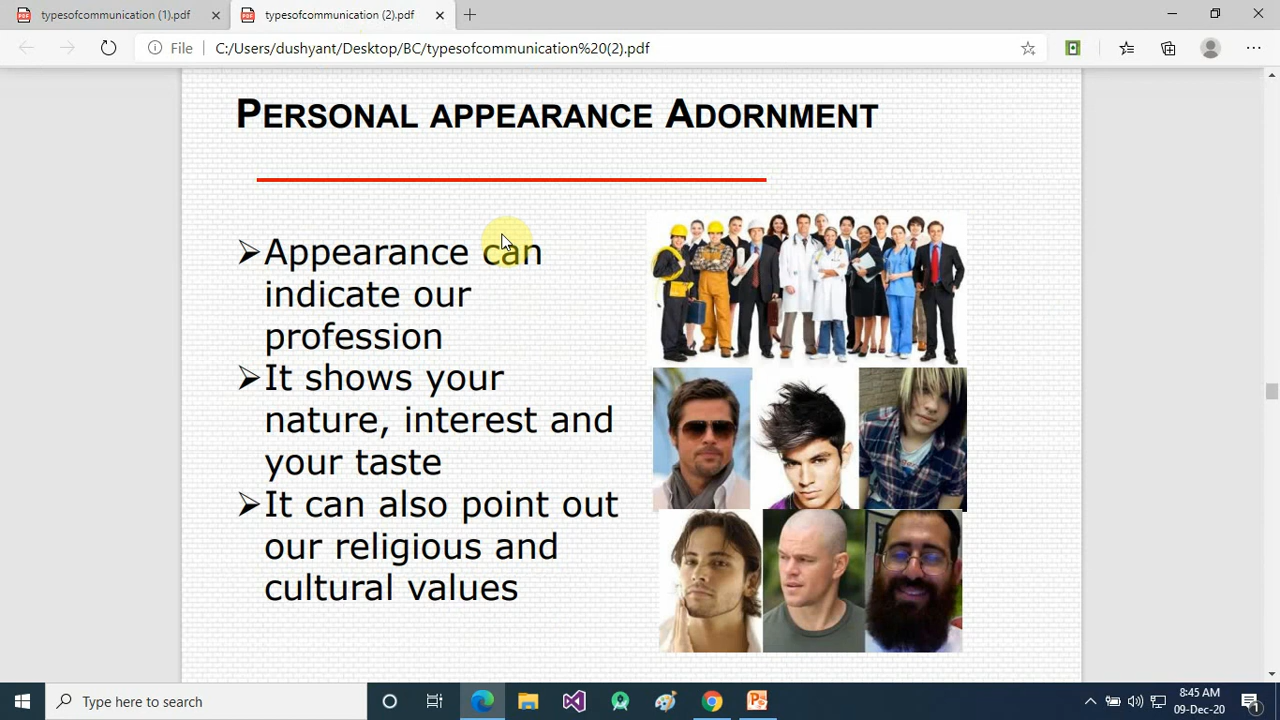 typesofcommunication (1).pdf
typesofcommunication (2).pdf
File
C:/Users/dushyant/Desktop/BC/typesofcommunication%20(2).pdf
PERSONAL APPEARANCE ADORNMENT
➢Appearance can
indicate our
profession
➢It shows your
nature, interest and
your taste
➢It can also point out
our religious and
cultural values
Type here to search
8:45 AM
09-Dec-20
1